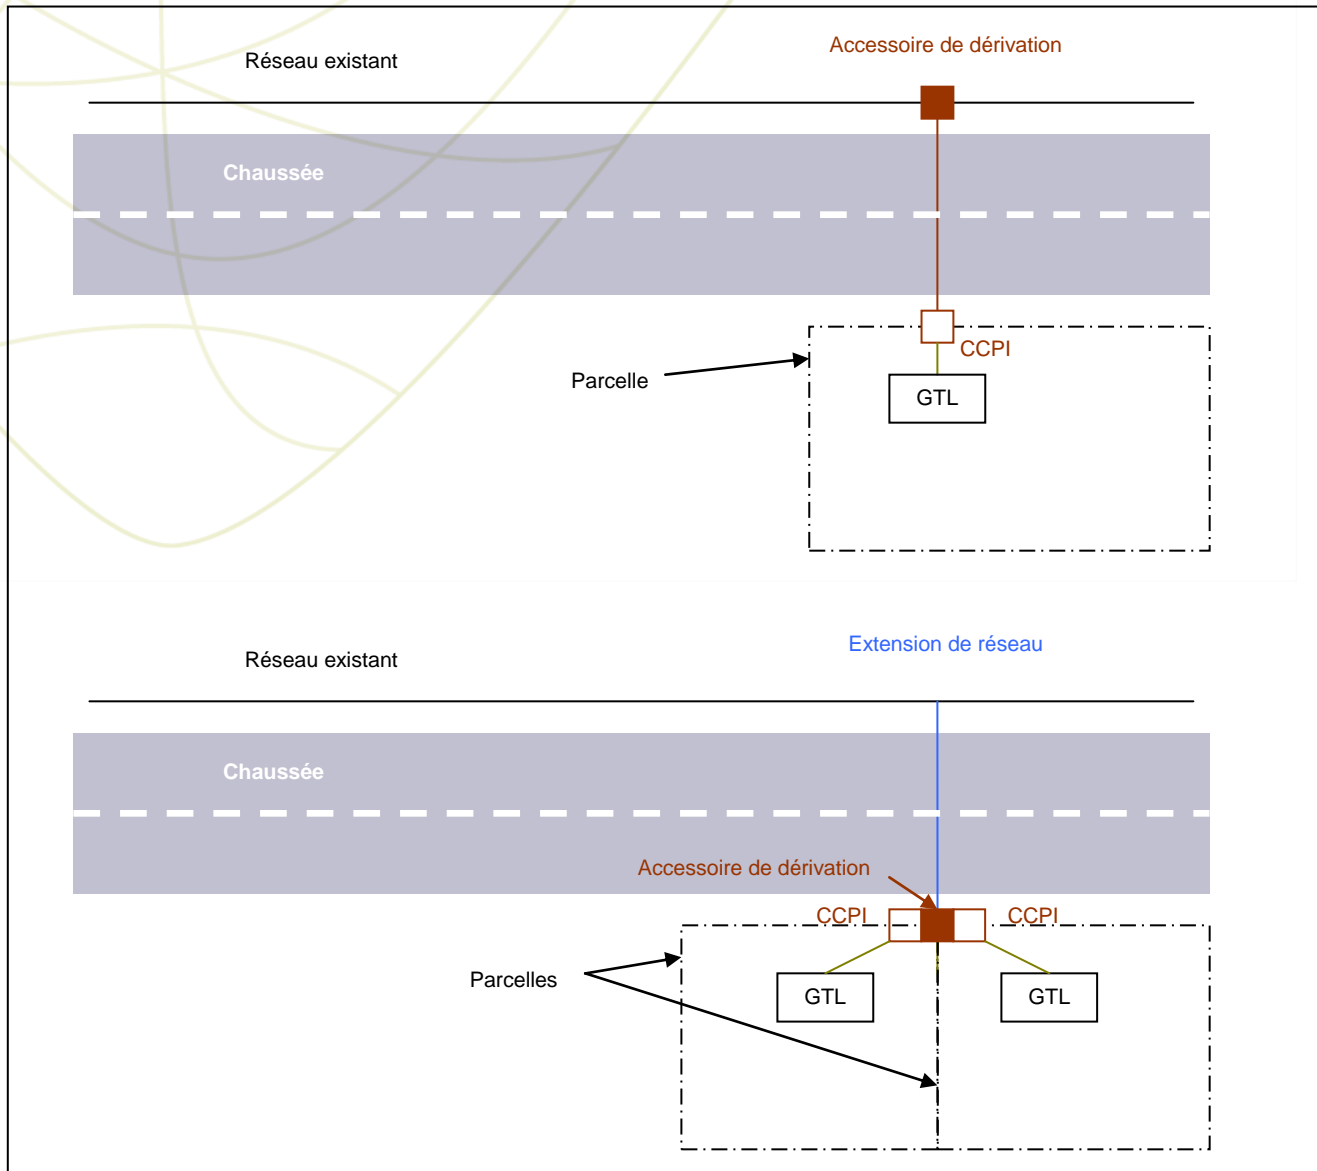 Réseau existant
Accessoire de dérivation
Chaussée
CCPI
Parcelle
GTL
Réseau existant
Extension de réseau
Chaussée
Accessoire de dérivation
CCPI
CCPI
Parcelles
GTL
GTL